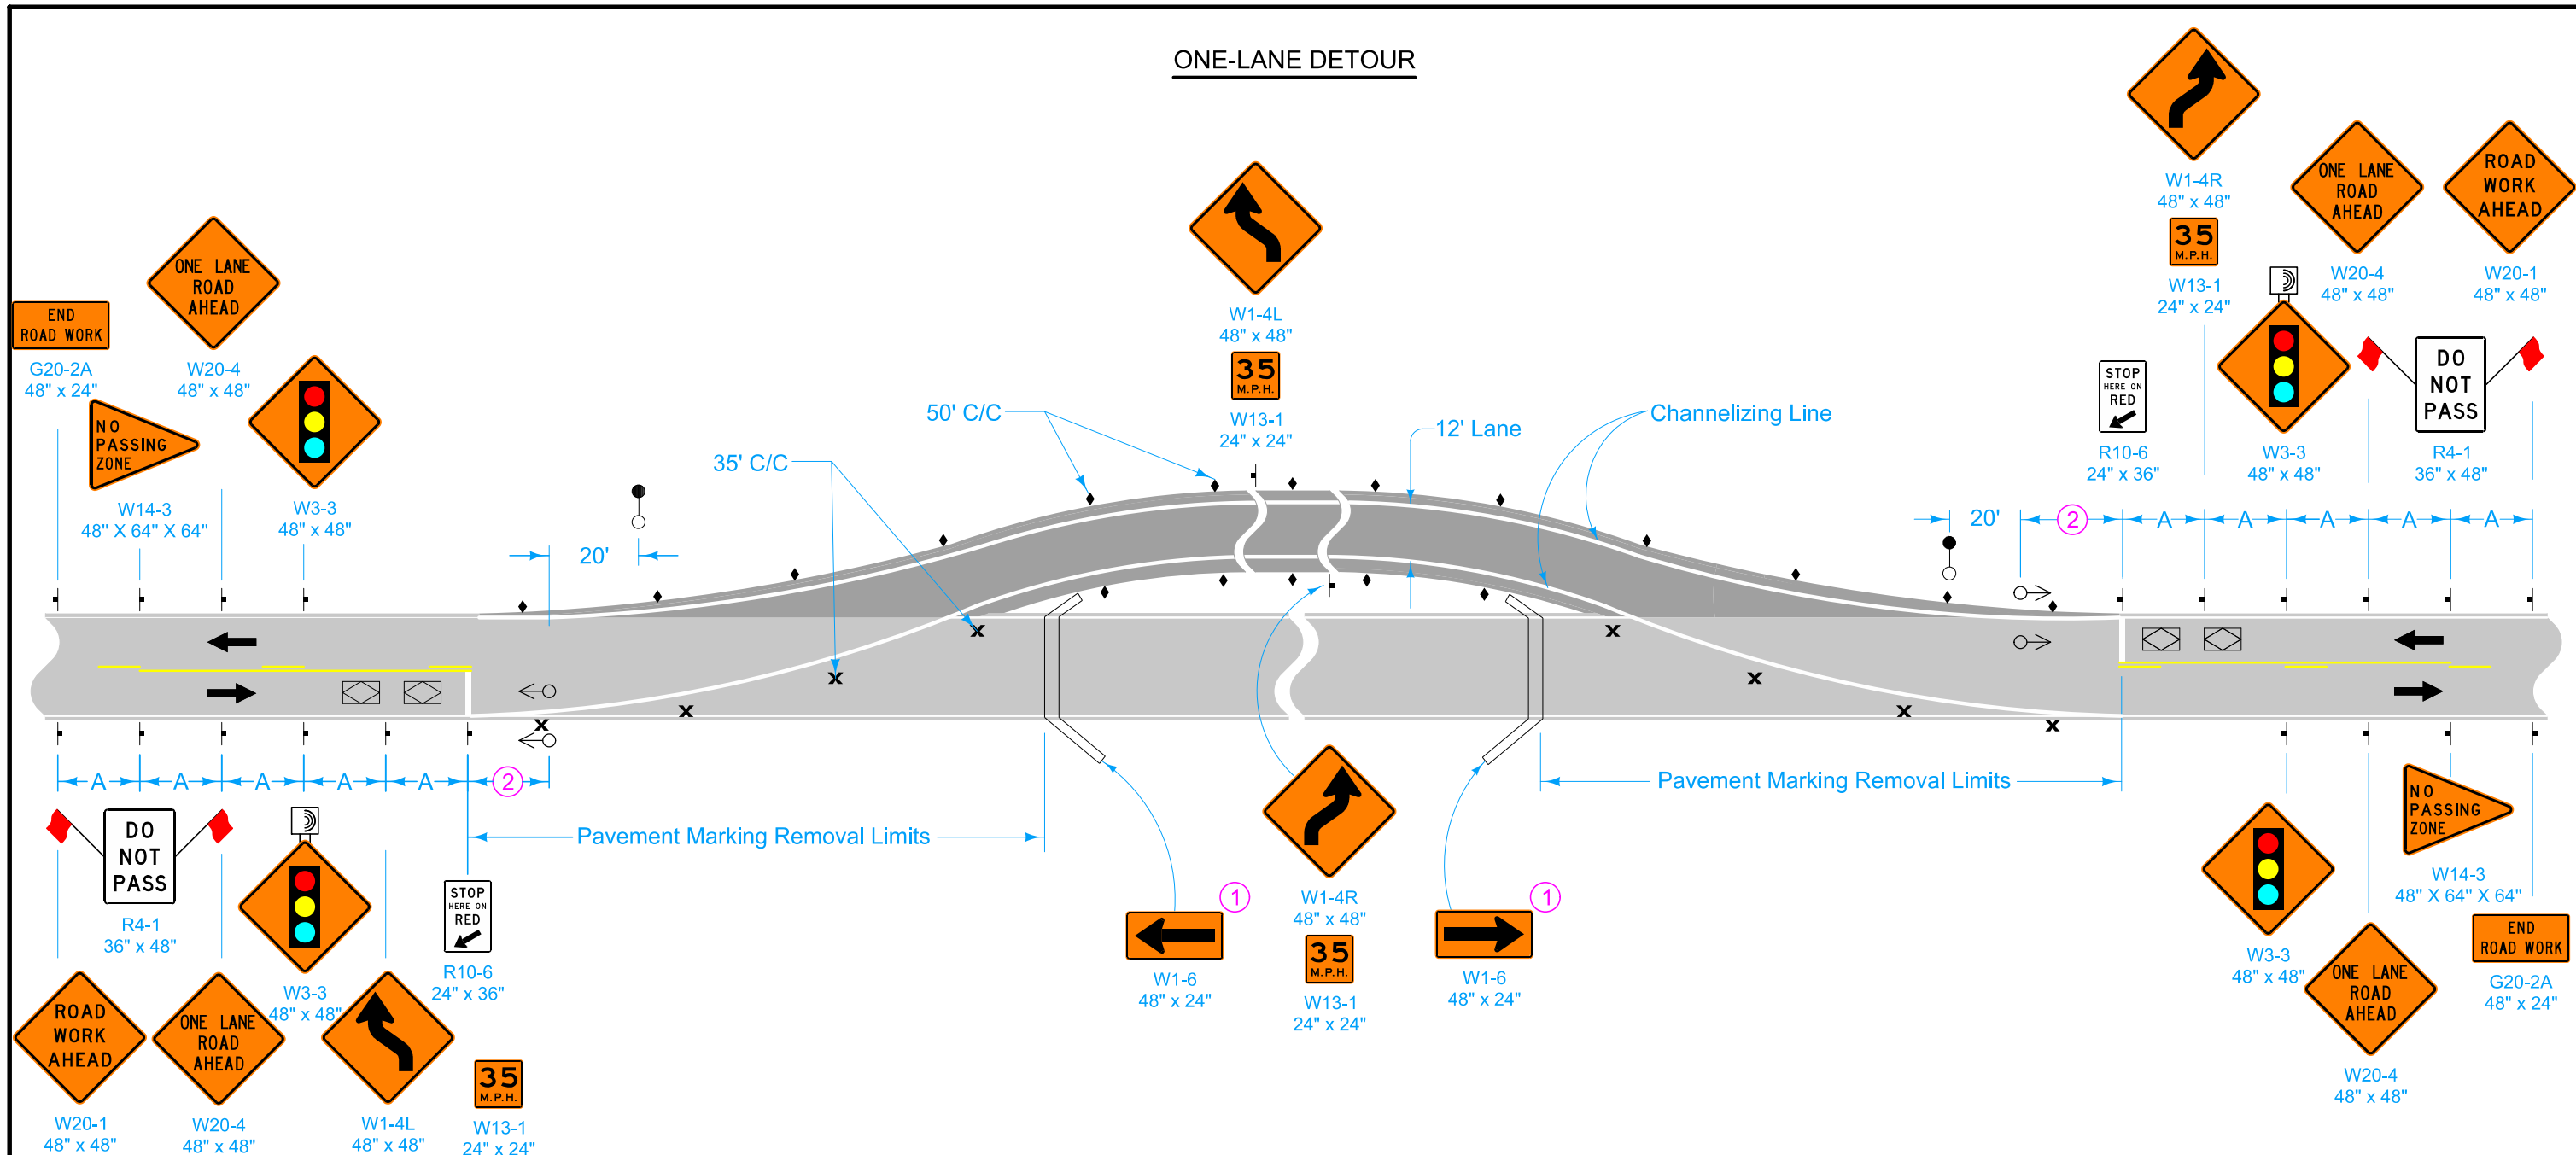 ONE-LANE DETOUR
END
ROAD WORK
G20-2A
48" x 24"
NO
PASSING
ZONE
W14-3
48" X 64" X 64"
ONE LANE
ROAD
AHEAD
W20-4
48" x 48"
W3-3
48" x 48"
20'
35' C/C
50' C/C
W1-4L
48" x 48"
35
M.P.H.
W13-1
24" x 24"
12' Lane
Channelizing Line
W1-4R
48" x 48"
35
M.P.H.
W13-1
24" x 24"
STOP
HERE ON
RED
R10-6
24" x 36"
W3-3
48" x 48"
ONE LANE
ROAD
AHEAD
W20-4
48" x 48"
DO
NOT
PASS
R4-1
36" x 48"
ROAD
WORK
AHEAD
W20-1
48" x 48"
20'
2
A
A
A
A
A
A
A
A
A
A
2
Pavement Marking Removal Limits
Pavement Marking Removal Limits
DO
NOT
PASS
R4-1
36" x 48"
ROAD
WORK
AHEAD
W20-1
48" x 48"
ONE LANE
ROAD
AHEAD
W20-4
48" x 48"
W3-3
48" x 48"
W1-4L
48" x 48"
STOP
HERE ON
RED
R10-6
24" x 36"
35
M.P.H.
W13-1
24" x 24"
1
W1-6
48" x 24"
W1-4R
48" x 48"
35
M.P.H.
W13-1
24" x 24"
1
W1-6
48" x 24"
W3-3
48" x 48"
ONE LANE
ROAD
AHEAD
W20-4
48" x 48"
NO
PASSING
ZONE
W14-3
48" X 64" X 64"
END
ROAD WORK
G20-2A
48" x 24"